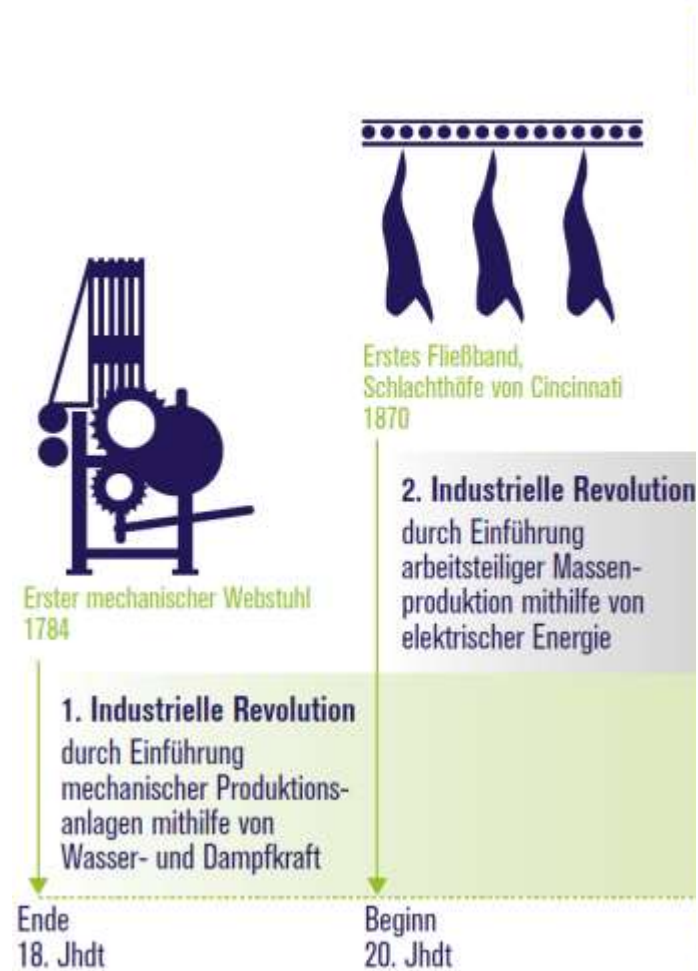 Erstes Fließband,
Schlachthöfe von Cincinnati
1870
2. Industrielle Revolution
durch Einführung
arbeitsteiliger Massen-
produktion mithilfe von
elektrischer Energie
Erster mechanischer Webstuhl
1784
1. Industrielle Revolution
durch Einführung
mechanischer Produktions-
anlagen mithilfe von
Wasser- und Dampfkraft
Ende
18. Jhdt
Beginn
20. Jhdt